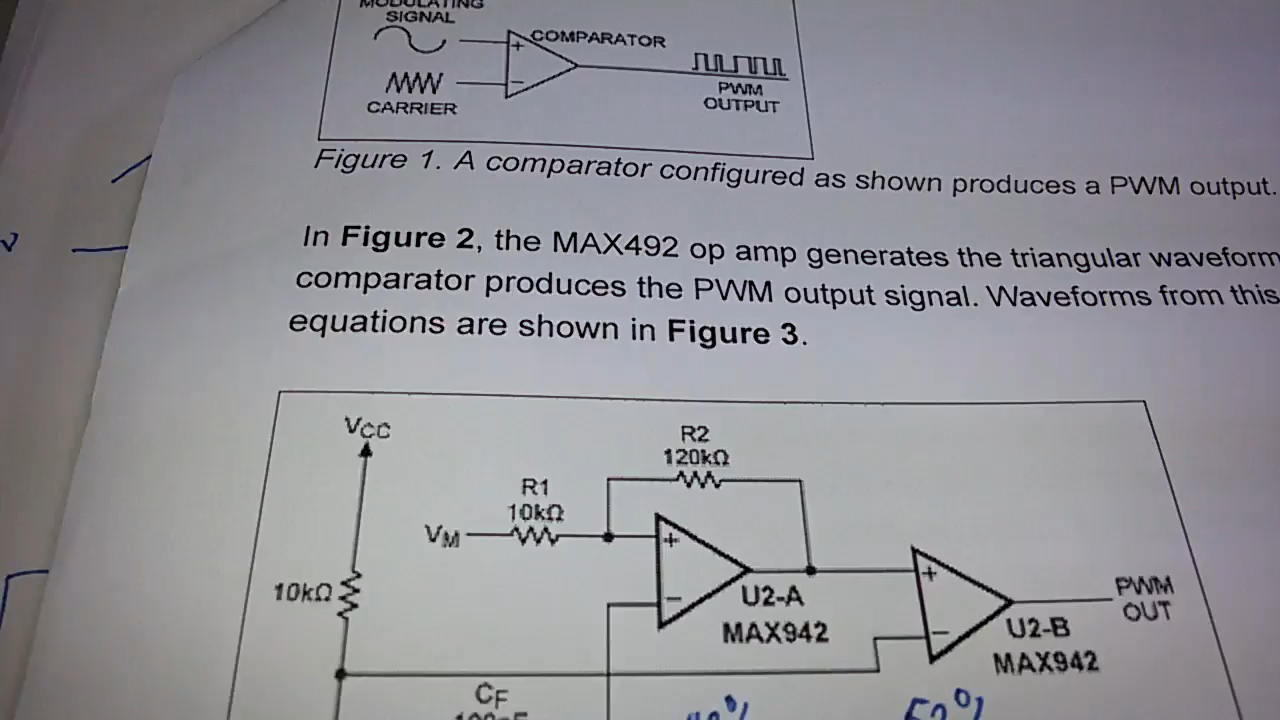 MODULATING
SIGNAL
COMPARATOR
+
−
CARRIER
PWM
OUTPUT
Figure 1. A comparator configured as shown produces a PWM output.
In Figure 2, the MAX492 op amp generates the triangular waveform
comparator produces the PWM output signal. Waveforms from this
equations are shown in Figure 3.
VCC
R2
120kΩ
R1
10kΩ
VM
+
−
10kΩ
U2-A
MAX942
+
−
PWM
OUT
U2-B
MAX942
CF
50%